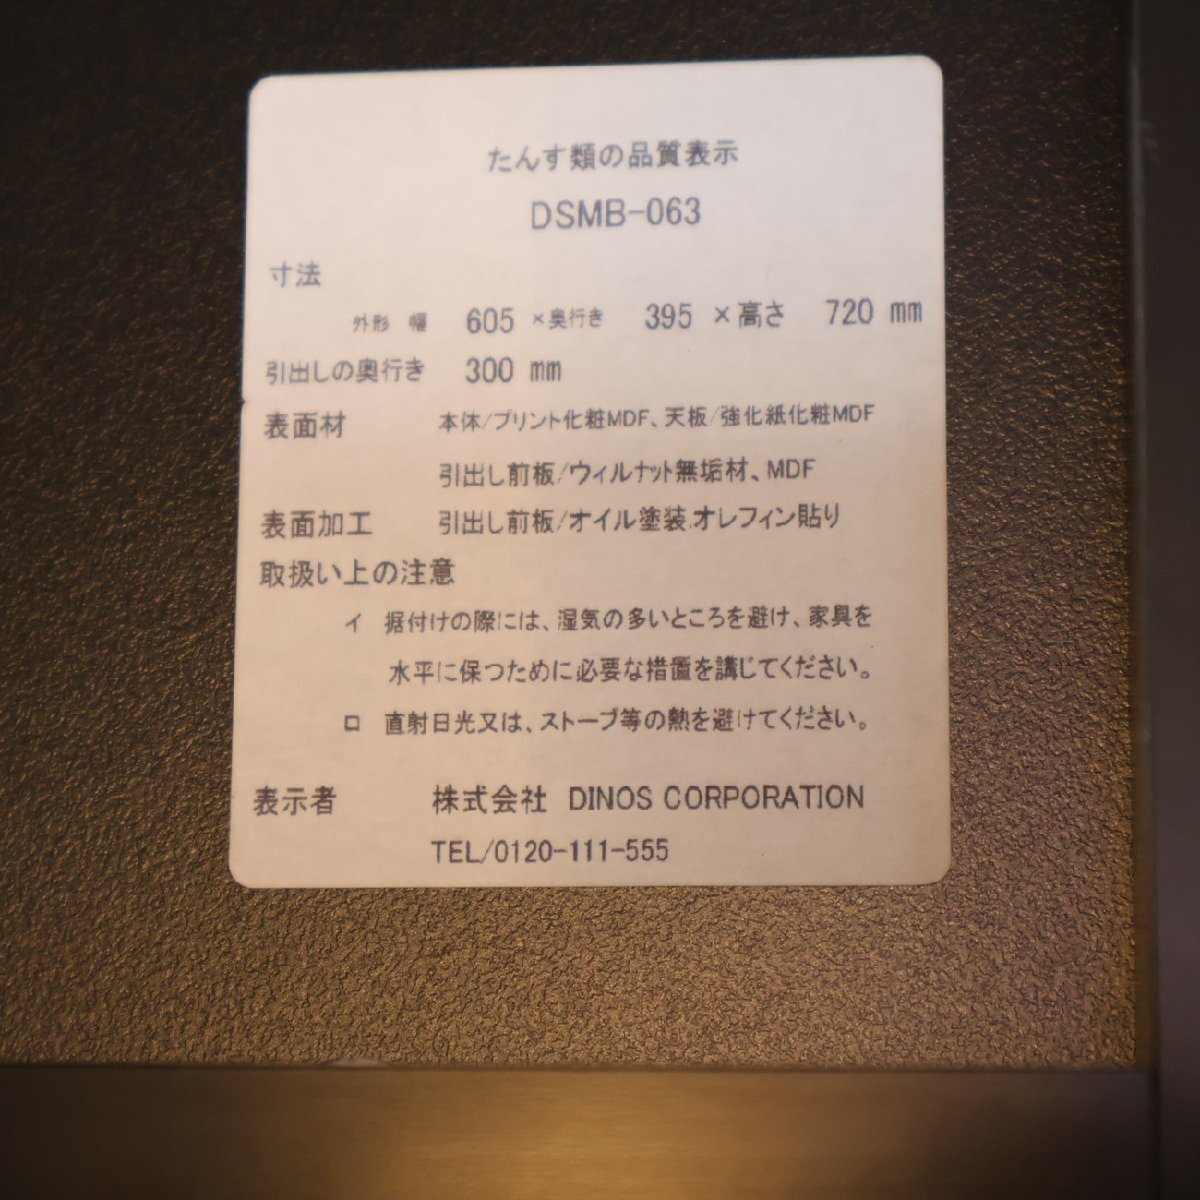 たんす類の品質表示
DSMB-063
寸法
外形 幅 605 ×奥行き 395 ×高さ 720 mm
引出しの奥行き 300 mm
表面材 本体/プリント化粧MDF、天板/強化紙化粧MDF
引出し前板/ウィルナット無垢材、MDF
表面加工 引出し前板/オイル塗装.オレフィン貼り
取扱い上の注意
イ 据付けの際には、湿気の多いところを避け、家具を
水平に保つために必要な措置を講じてください。
ロ 直射日光又は、ストーブ等の熱を避けてください。
表示者 株式会社 DINOS CORPORATION
TEL/0120-111-555